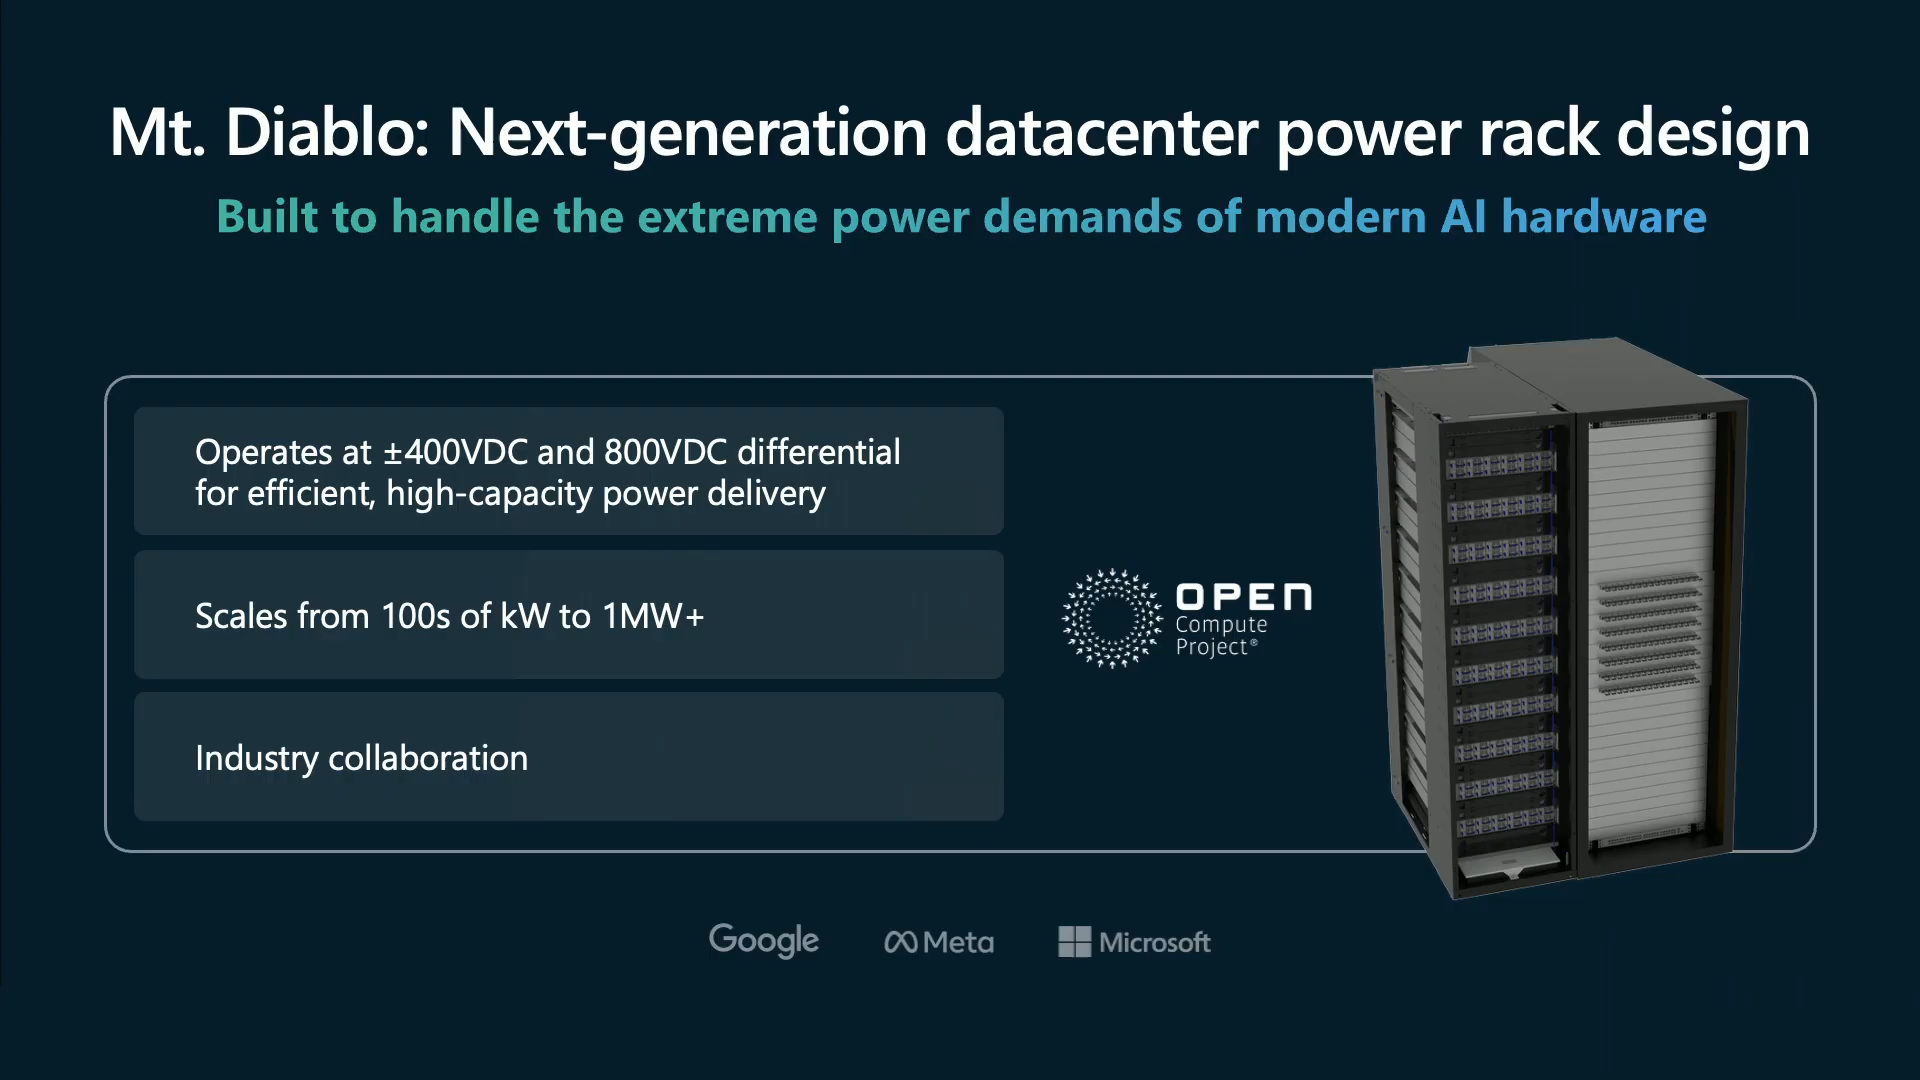 Mt. Diablo: Next-generation datacenter power rack design
Built to handle the extreme power demands of modern AI hardware
Operates at ±400VDC and 800VDC differential
for efficient, high-capacity power delivery
Scales from 100s of kW to 1MW+
Industry collaboration
OPEN
Compute
Project®
Google
Meta
Microsoft